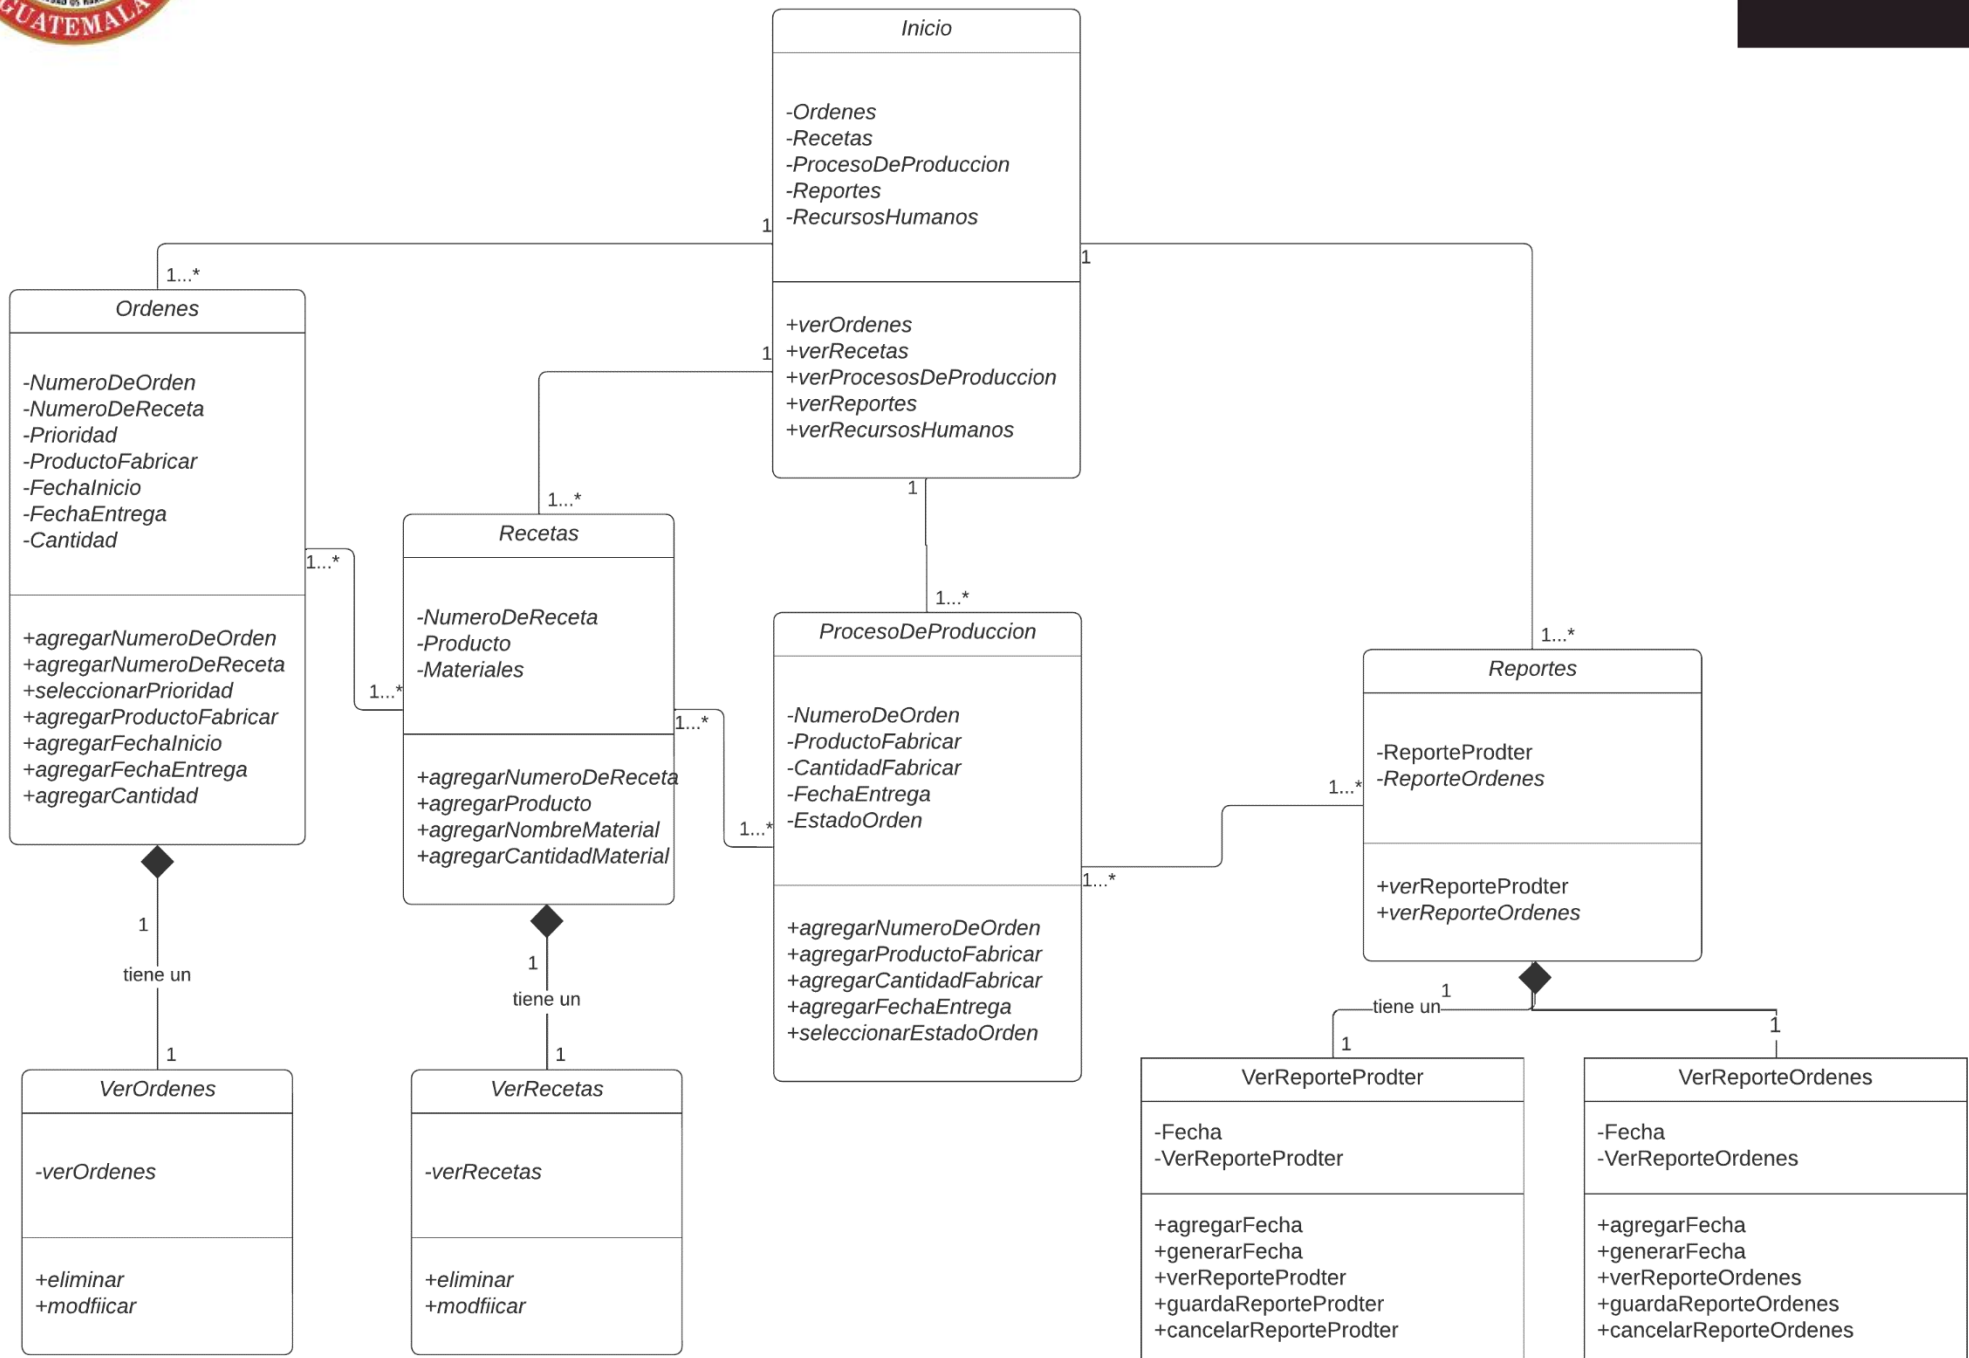 GUATEMALA
Inicio
-Ordenes
-Recetas
-ProcesoDeProduccion
-Reportes
-RecursosHumanos
+verOrdenes
+verRecetas
+verProcesosDeProduccion
+verReportes
+verRecursosHumanos
1
1
1
1
1...*
Ordenes
-NumeroDeOrden
-NumeroDeReceta
-Prioridad
-ProductoFabricar
-FechaInicio
-FechaEntrega
-Cantidad
+agregarNumeroDeOrden
+agregarNumeroDeReceta
+seleccionarPrioridad
+agregarProductoFabricar
+agregarFechaInicio
+agregarFechaEntrega
+agregarCantidad
1...*
1...*
1...*
Recetas
-NumeroDeReceta
-Producto
-Materiales
+agregarNumeroDeReceta
+agregarProducto
+agregarNombreMaterial
+agregarCantidadMaterial
1...*
1...*
1...*
ProcesoDeProduccion
-NumeroDeOrden
-ProductoFabricar
-CantidadFabricar
-FechaEntrega
-EstadoOrden
+agregarNumeroDeOrden
+agregarProductoFabricar
+agregarCantidadFabricar
+agregarFechaEntrega
+seleccionarEstadoOrden
1...*
1...*
1...*
Reportes
-ReporteProdter
-ReporteOrdenes
+verReporteProdter
+verReporteOrdenes
1
tiene un
1
VerOrdenes
-verOrdenes
+eliminar
+modfiicar
1
tiene un
1
VerRecetas
-verRecetas
+eliminar
+modfiicar
1
tiene un
1
1
VerReporteProdter
-Fecha
-VerReporteProdter
+agregarFecha
+generarFecha
+verReporteProdter
+guardaReporteProdter
+cancelarReporteProdter
VerReporteOrdenes
-Fecha
-VerReporteOrdenes
+agregarFecha
+generarFecha
+verReporteOrdenes
+guardaReporteOrdenes
+cancelarReporteOrdenes